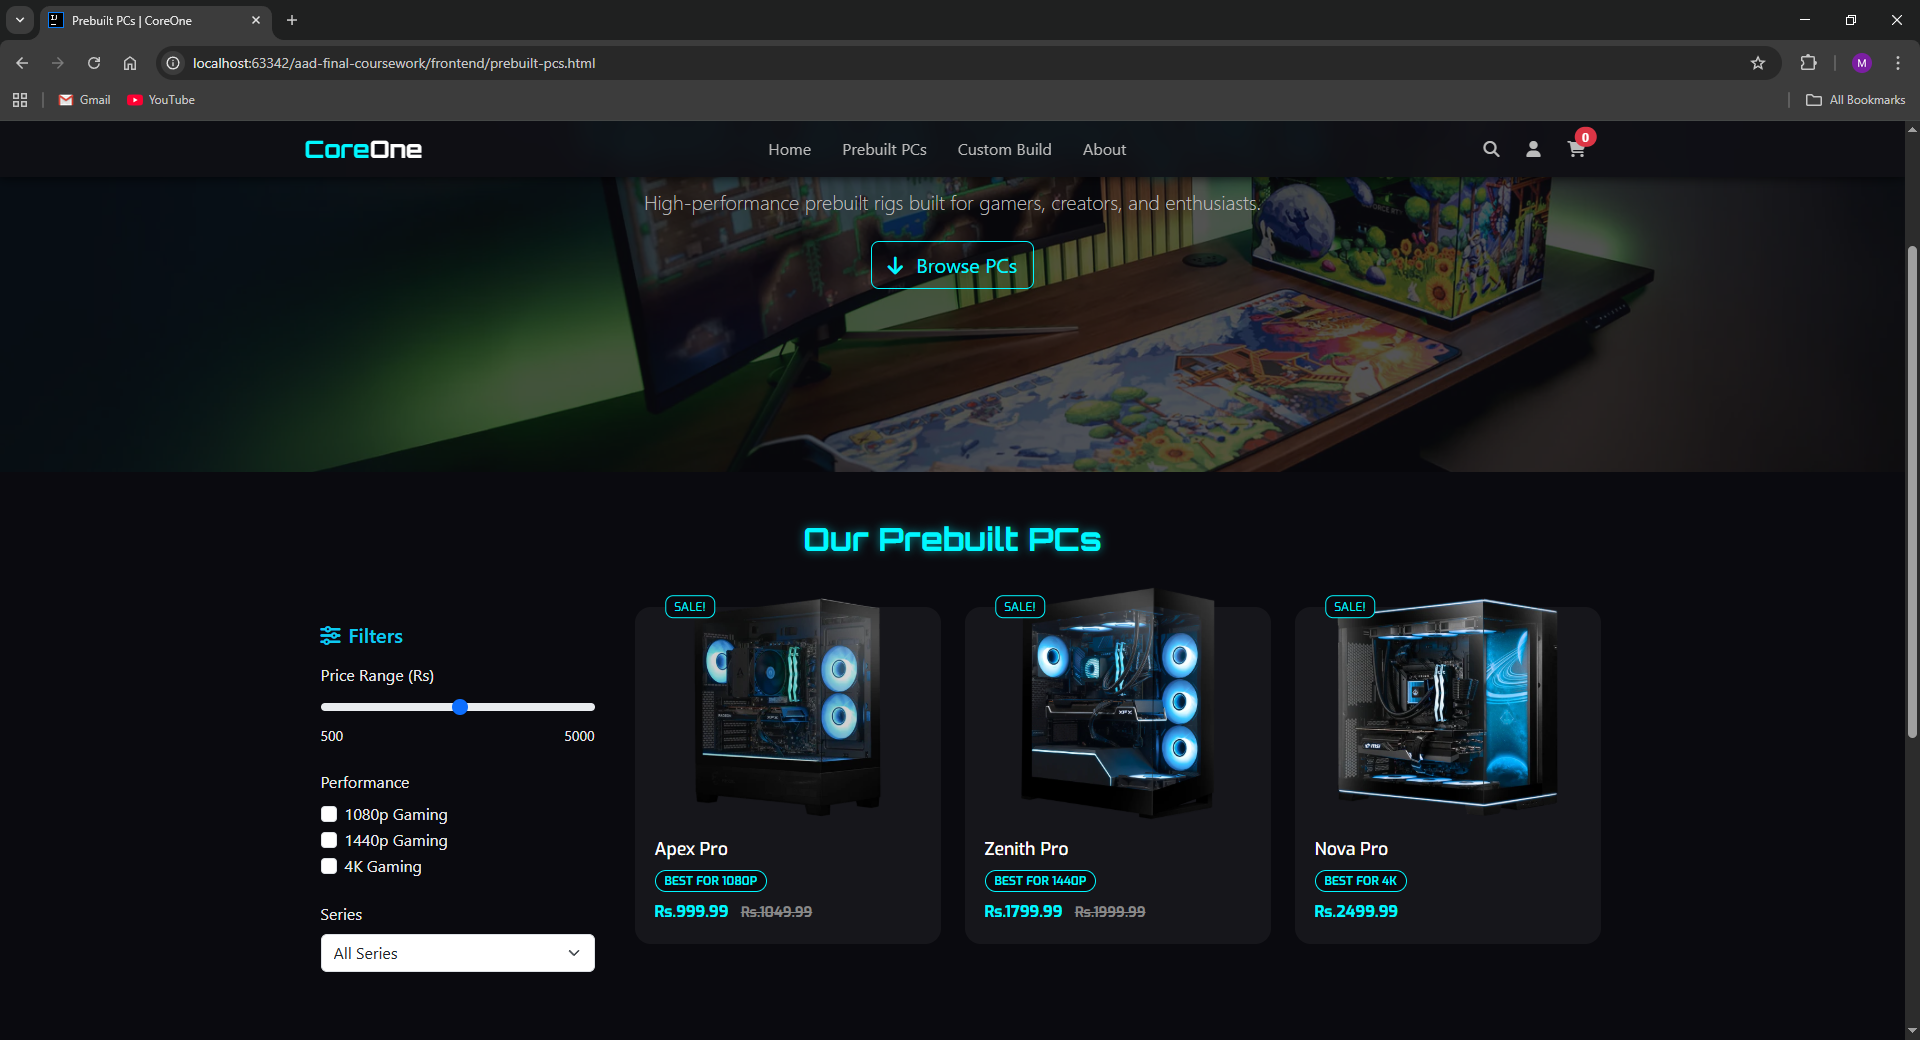 Prebuilt PCs | CoreOne
localhost:63342/aad-final-coursework/frontend/prebuilt-pcs.html
M
Gmail
YouTube
All Bookmarks
CoreOne
Home
Prebuilt PCs
Custom Build
About
0
High-performance prebuilt rigs built for gamers, creators, and enthusiasts.
Browse PCs
Our Prebuilt PCs
Filters
Price Range (Rs)
500
5000
Performance
1080p Gaming
1440p Gaming
4K Gaming
Series
All Series
SALE!
Apex Pro
BEST FOR 1080P
Rs.999.99 Rs.1049.99
SALE!
Zenith Pro
BEST FOR 1440P
Rs.1799.99 Rs.1999.99
SALE!
msi
Nova Pro
BEST FOR 4K
Rs.2499.99